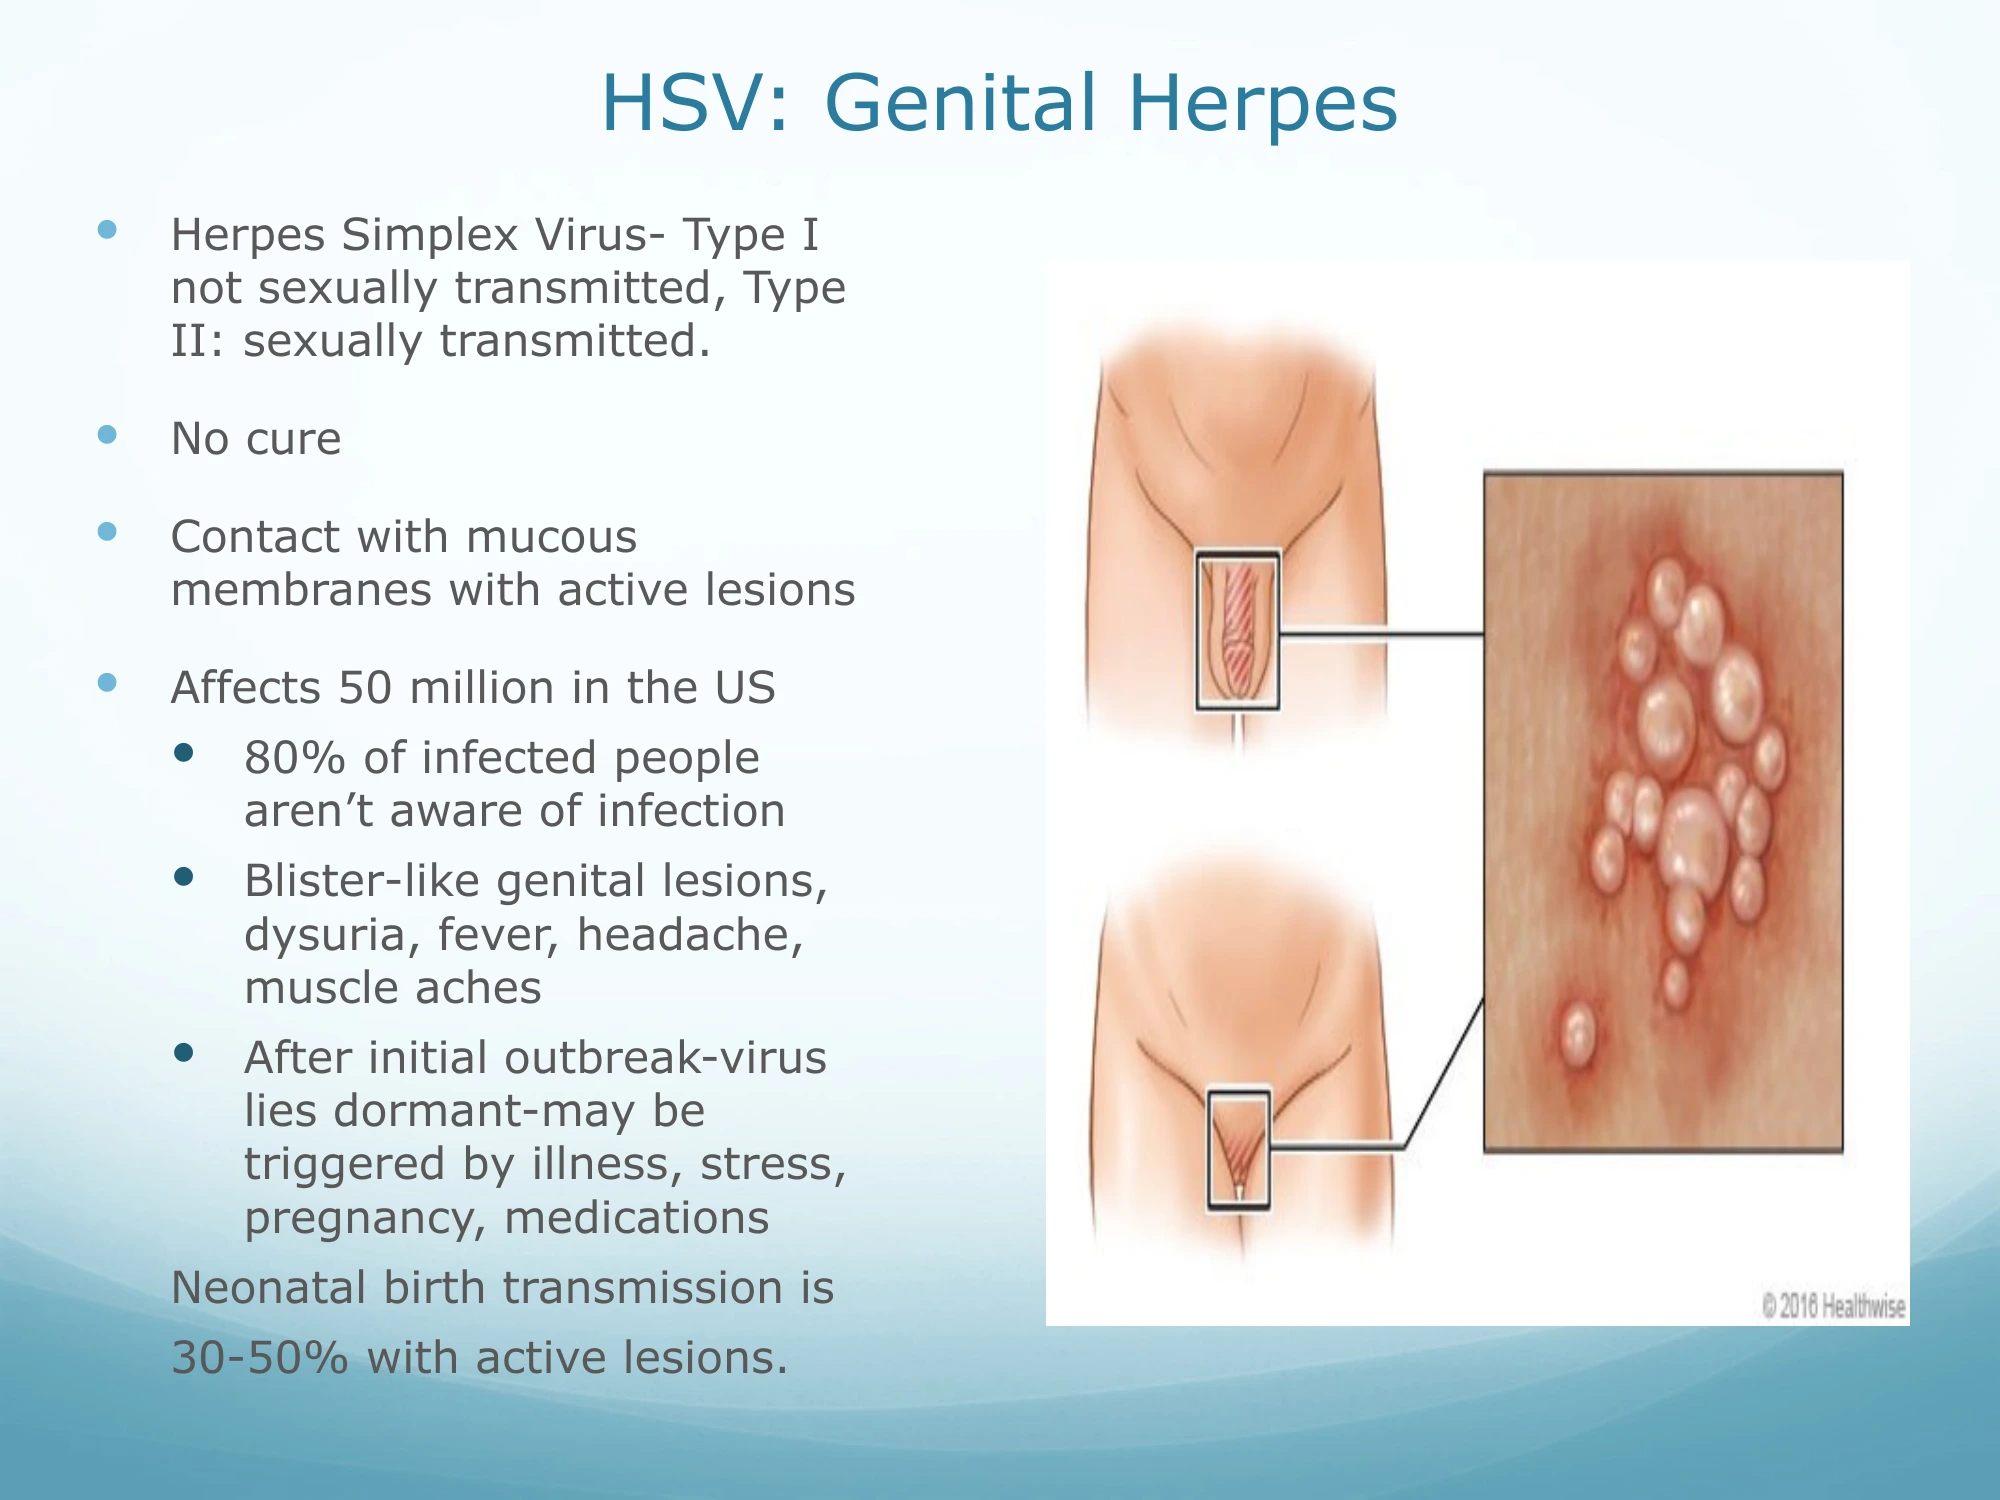 HSV: Genital Herpes
• Herpes Simplex Virus- Type I
not sexually transmitted, Type
II: sexually transmitted.
• No cure
• Contact with mucous
membranes with active lesions
• Affects 50 million in the US
• 80% of infected people
aren’t aware of infection
• Blister-like genital lesions,
dysuria, fever, headache,
muscle aches
• After initial outbreak-virus
lies dormant-may be
triggered by illness, stress,
pregnancy, medications
Neonatal birth transmission is
30-50% with active lesions.
© 2016 Healthwise